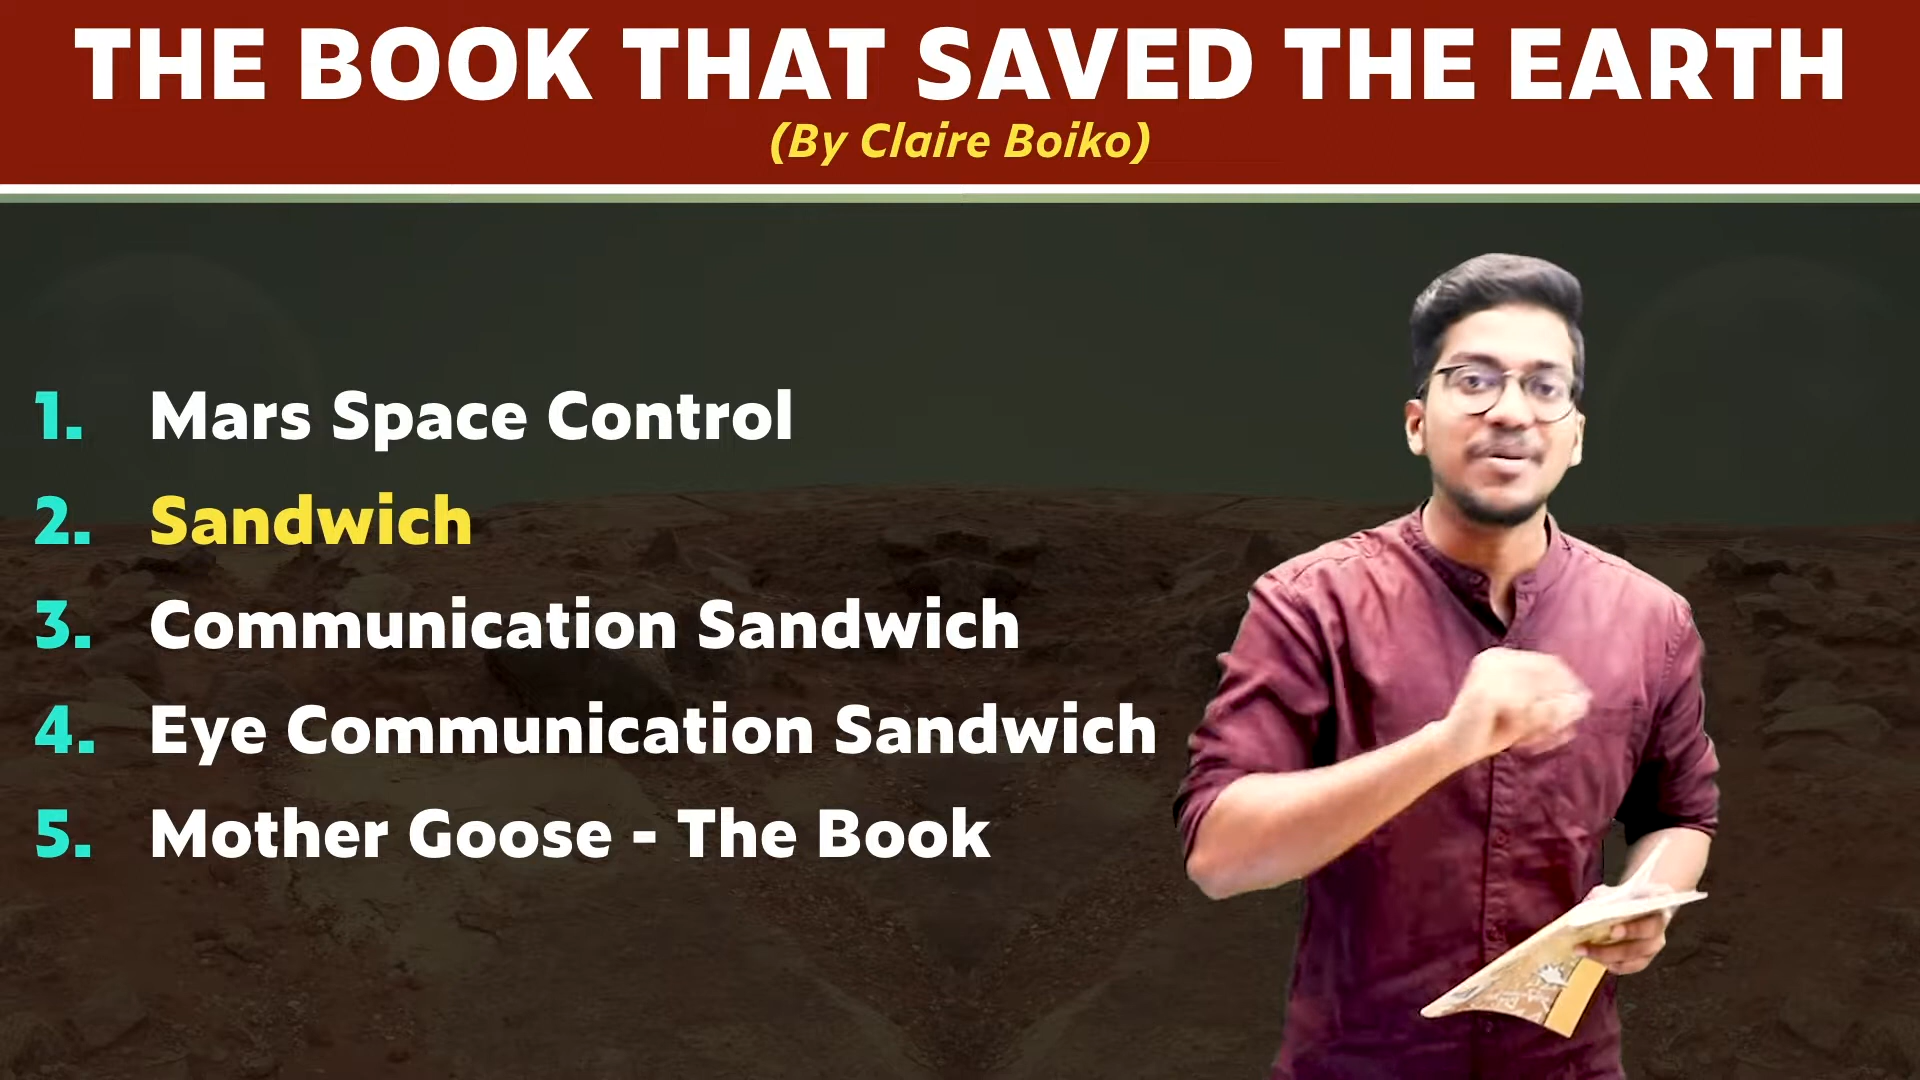 THE BOOK THAT SAVED THE EARTH
(By Claire Boiko)
1. Mars Space Control
2. Sandwich
3. Communication Sandwich
4. Eye Communication Sandwich
5. Mother Goose - The Book